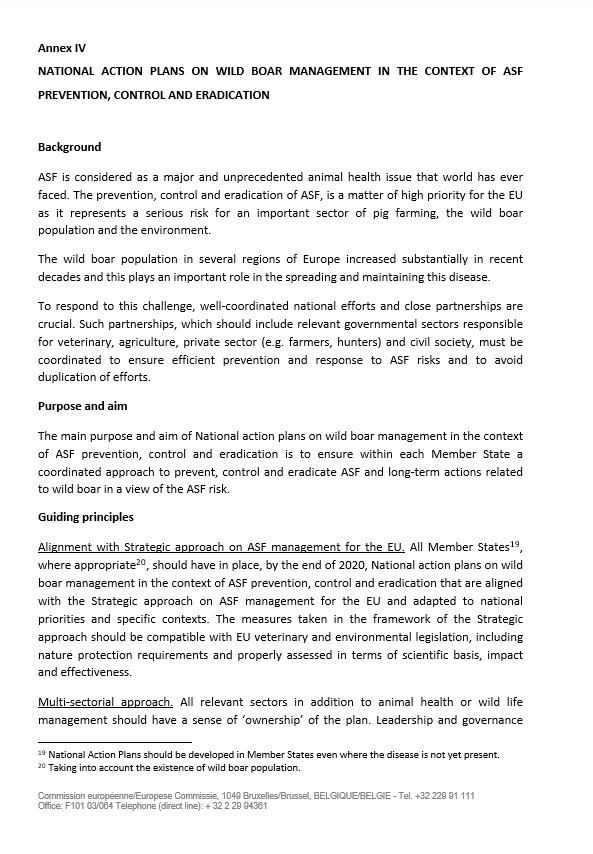 Annex IV
NATIONAL ACTION PLANS ON WILD BOAR MANAGEMENT IN THE CONTEXT OF ASF
PREVENTION, CONTROL AND ERADICATION
Background
ASF is considered as a major and unprecedented animal health issue that world has ever
faced. The prevention, control and eradication of ASF, is a matter of high priority for the EU
as it represents a serious risk for an important sector of pig farming, the wild boar
population and the environment.
The wild boar population in several regions of Europe increased substantially in recent
decades and this plays an important role in the spreading and maintaining this disease.
To respond to this challenge, well-coordinated national efforts and close partnerships are
crucial. Such partnerships, which should include relevant governmental sectors responsible
for veterinary, agriculture, private sector (e.g. farmers, hunters) and civil society, must be
coordinated to ensure efficient prevention and response to ASF risks and to avoid
duplication of efforts.
Purpose and aim
The main purpose and aim of National action plans on wild boar management in the context
of ASF prevention, control and eradication is to ensure within each Member State a
coordinated approach to prevent, control and eradicate ASF and long-term actions related
to wild boar in a view of the ASF risk.
Guiding principles
Alignment with Strategic approach on ASF management for the EU. All Member States¹⁹,
where appropriate²⁰, should have in place, by the end of 2020, National action plans on wild
boar management in the context of ASF prevention, control and eradication that are aligned
with the Strategic approach on ASF management for the EU and adapted to national
priorities and specific contexts. The measures taken in the framework of the Strategic
approach should be compatible with EU veterinary and environmental legislation, including
nature protection requirements and properly assessed in terms of scientific basis, impact
and effectiveness.
Multi-sectorial approach. All relevant sectors in addition to animal health or wild life
management should have a sense of ‘ownership’ of the plan. Leadership and governance
¹⁹ National Action Plans should be developed in Member States even where the disease is not yet present.
²⁰ Taking into account the existence of wild boar population.
Commission européenne/Europese Commissie, 1049 Bruxelles/Brussel, BELGIQUE/BELGIE - Tel. +32 229 91 111
Office: F101 03/064 Telephone (direct line): + 32 2 29 94361